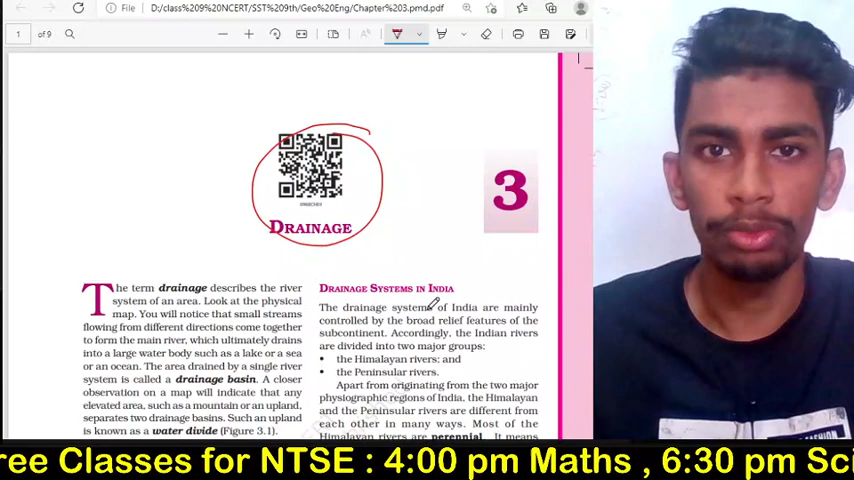 File
D:/class%209%20NCERT/SST%209th/Geo%20Eng/Chapter%203.pmd.pdf
1 of 9
3
DRAINAGE
The term drainage describes the river
system of an area. Look at the physical
map. You will notice that small streams
flowing from different directions come together
to form the main river, which ultimately drains
into a large water body such as a lake or a sea
or an ocean. The area drained by a single river
system is called a drainage basin. A closer
observation on a map will indicate that any
elevated area, such as a mountain or an upland,
separates two drainage basins. Such an upland
is known as a water divide (Figure 3.1).
DRAINAGE SYSTEMS IN INDIA
The drainage systems of India are mainly
controlled by the broad relief features of the
subcontinent. Accordingly, the Indian rivers
are divided into two major groups:
• the Himalayan rivers; and
• the Peninsular rivers.
Apart from originating from the two major
physiographic regions of India, the Himalayan
and the Peninsular rivers are different from
each other in many ways. Most of the
Himalayan rivers are perennial. It means
ree Classes for NTSE : 4:00 pm Maths , 6:30 pm Sci